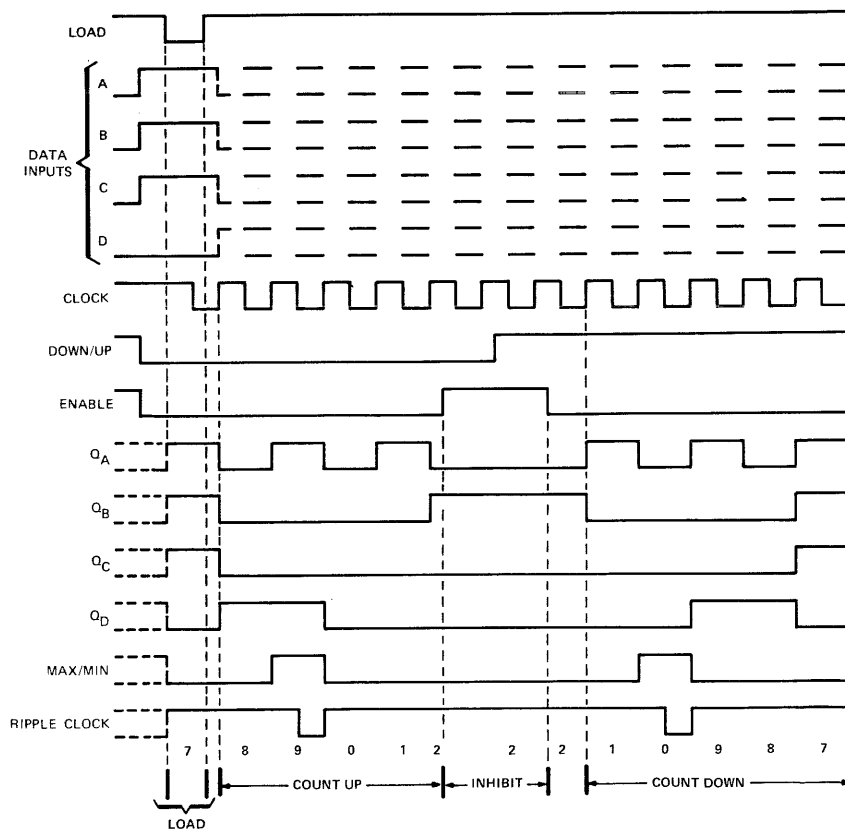 LOAD
A
B
DATA
INPUTS
C
D
CLOCK
DOWN/UP
ENABLE
QA
QB
QC
QD
MAX/MIN
RIPPLE CLOCK
7 8 9 0 1 2 2 2 1 0 9 8 7
COUNT UP INHIBIT COUNT DOWN
LOAD